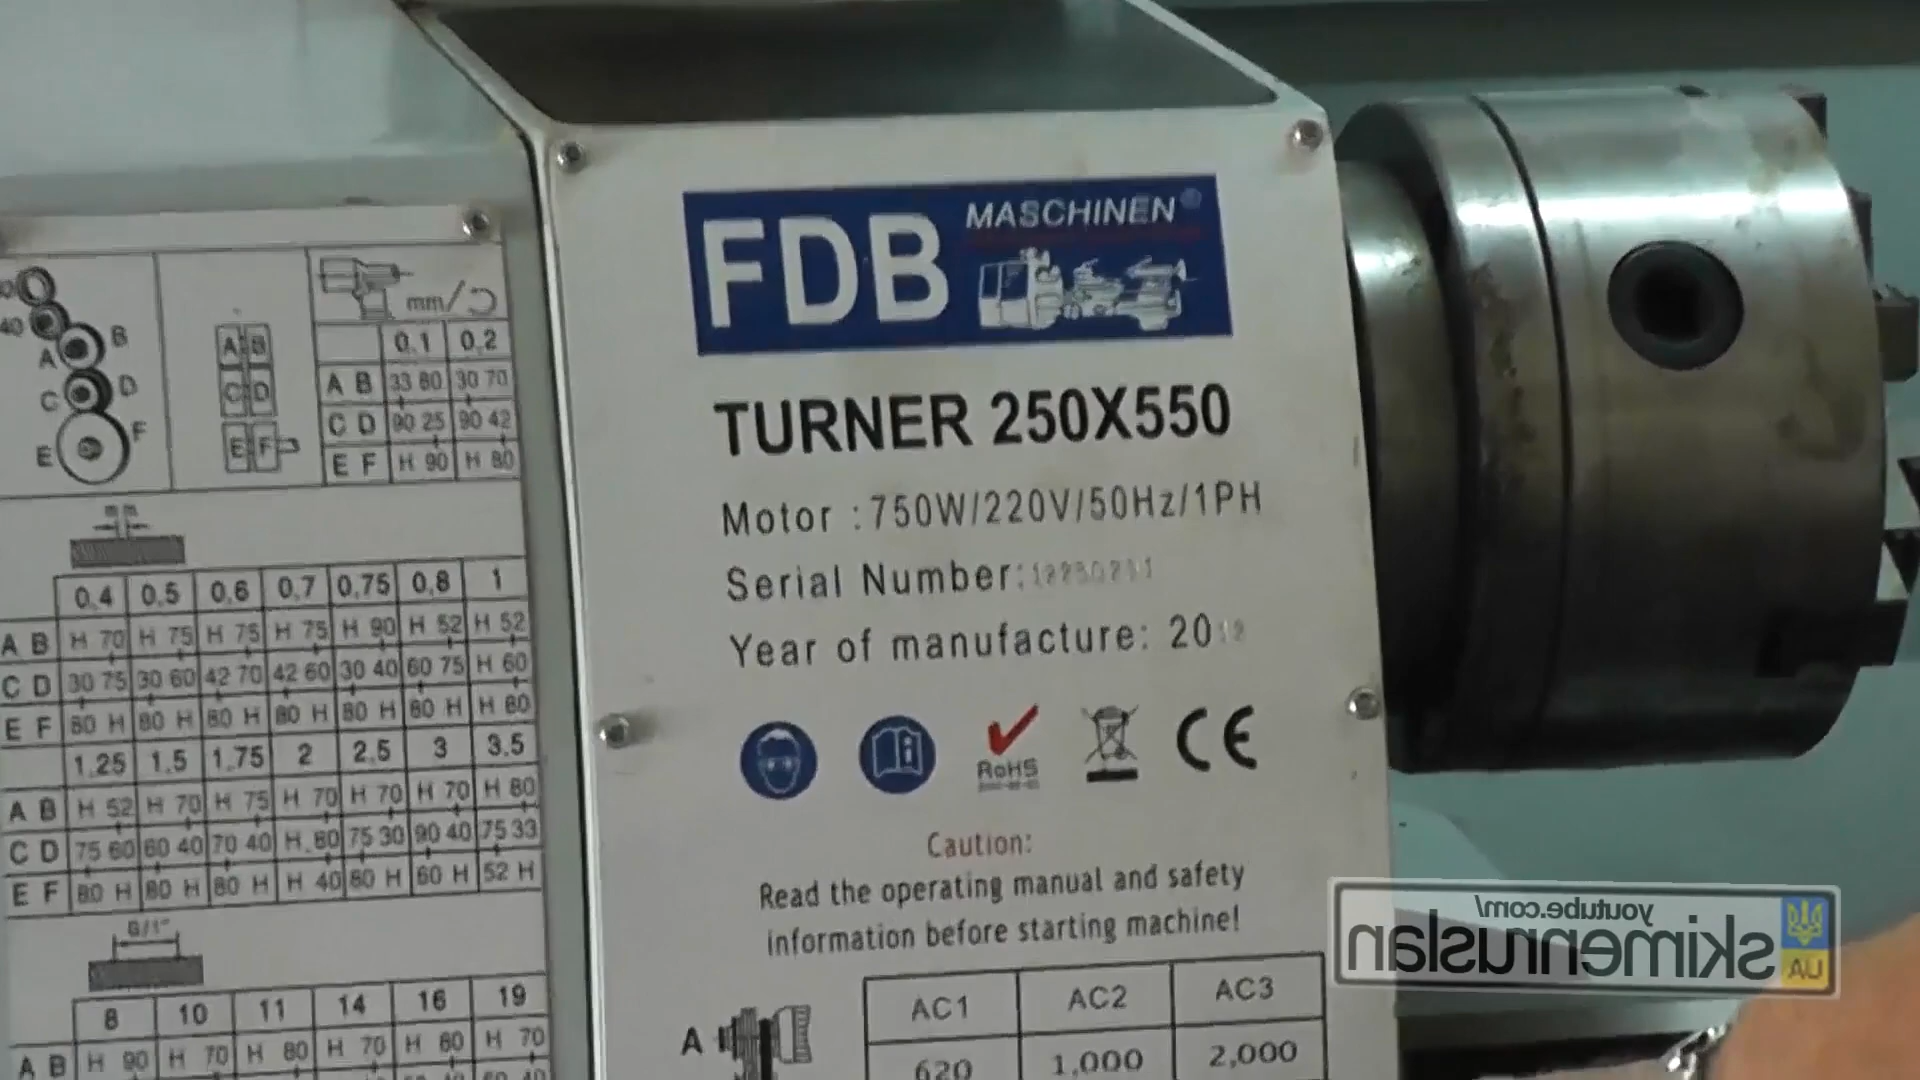 FDB MASCHINEN®
TURNER 250X550
Motor : 750W/220V/50Hz/1PH
Serial Number:
Year of manufacture: 20
RoHS
CE
Caution:
Read the operating manual and safety
information before starting machine!
A
AC1 AC2 AC3
620 1,000 2,000
40
A B
C D
E F
A B
C D
E F
mm/
0,1 0,2
A B 33 80 30 70
C D 90 25 90 42
E F H 90 H 80
mm
0,4 0,5 0,6 0,7 0,75 0,8 1
A B H 70 H 75 H 75 H 75 H 90 H 52 H 52
C D 30 75 30 60 42 70 42 60 30 40 60 75 H 60
E F 80 H 80 H 80 H 80 H 80 H 80 H H 80
1,25 1,5 1,75 2 2,5 3 3,5
A B H 52 H 70 H 75 H 70 H 70 H 70 H 80
C D 75 60 60 40 70 40 H 80 75 30 90 40 75 33
E F 80 H 80 H 80 H H 40 80 H 60 H 52 H
8 10 11 14 16 19
A B H 90 H 70 H 80 H 70 H 60 H 70
youtube.com/
skimenruslan
UA